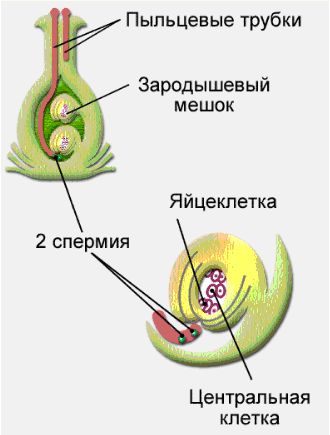 Пыльцевые трубки
Зародышевый
мешок
Яйцеклетка
2 спермия
Центральная
клетка